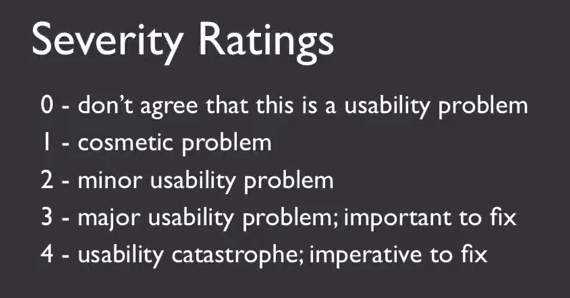 Severity Ratings
0 - don't agree that this is a usability problem
1 - cosmetic problem
2 - minor usability problem
3 - major usability problem; important to fix
4 - usability catastrophe; imperative to fix